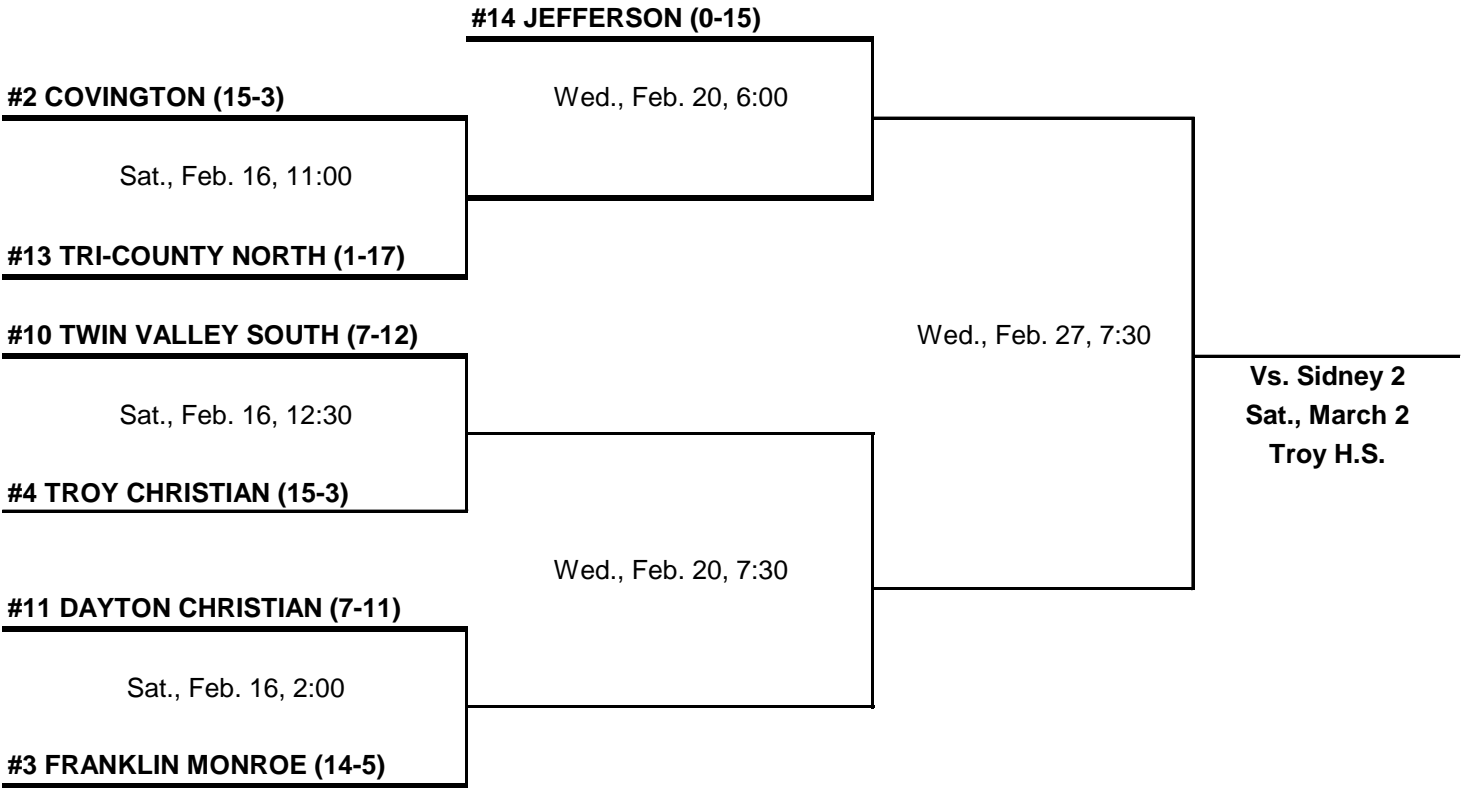 #14 JEFFERSON (0-15)
#2 COVINGTON (15-3)
Wed., Feb. 20, 6:00
Sat., Feb. 16, 11:00
#13 TRI-COUNTY NORTH (1-17)
#10 TWIN VALLEY SOUTH (7-12)
Wed., Feb. 27, 7:30
Vs. Sidney 2
Sat., March 2
Troy H.S.
Sat., Feb. 16, 12:30
#4 TROY CHRISTIAN (15-3)
Wed., Feb. 20, 7:30
#11 DAYTON CHRISTIAN (7-11)
Sat., Feb. 16, 2:00
#3 FRANKLIN MONROE (14-5)